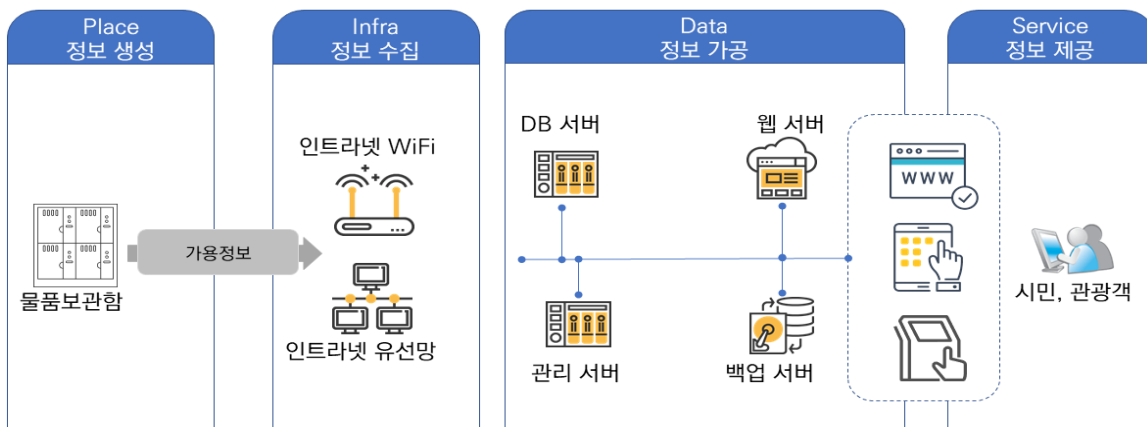 Place
정보 생성
Infra
정보 수집
Data
정보 가공
Service
정보 제공
물품보관함
가용정보
인트라넷 WiFi
인트라넷 유선망
DB 서버
웹 서버
관리 서버
백업 서버
WWW
시민, 관광객